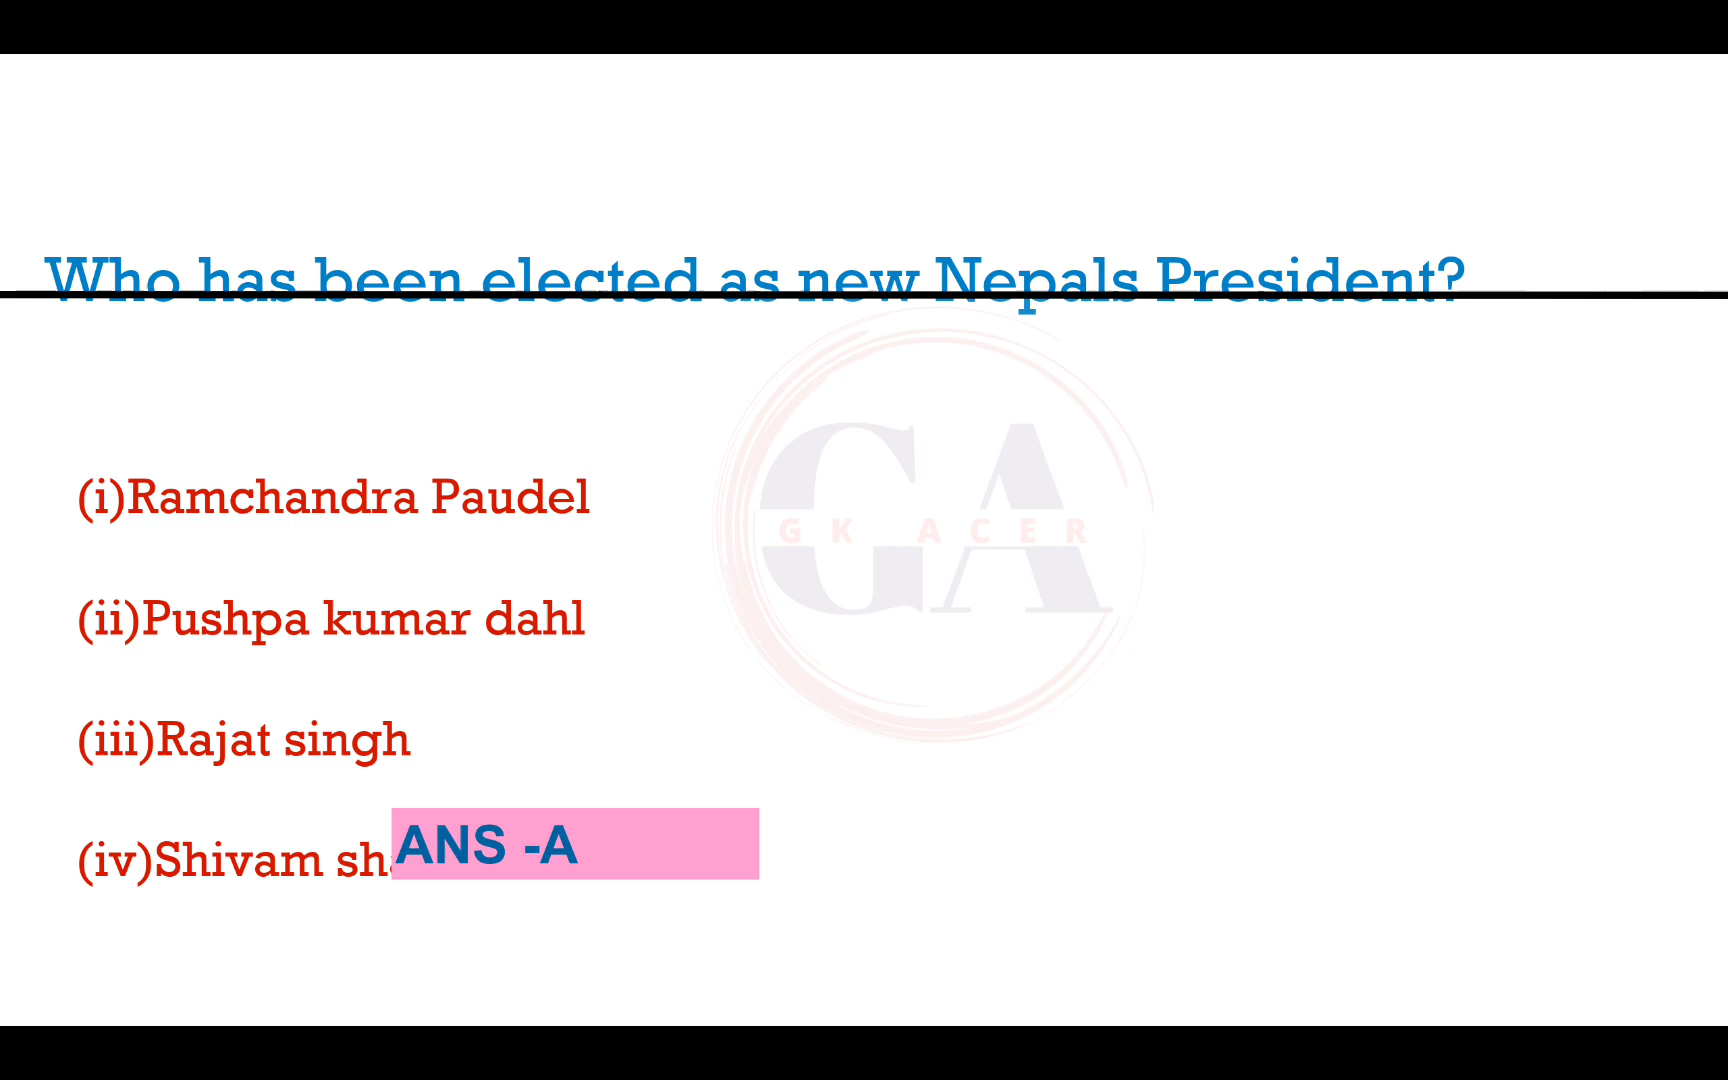 Who has been elected as new Nepals President?
(i)Ramchandra Paudel
GA
GK ACER
(ii)Pushpa kumar dahl
(iii)Rajat singh
(iv)Shivam
ANS -A